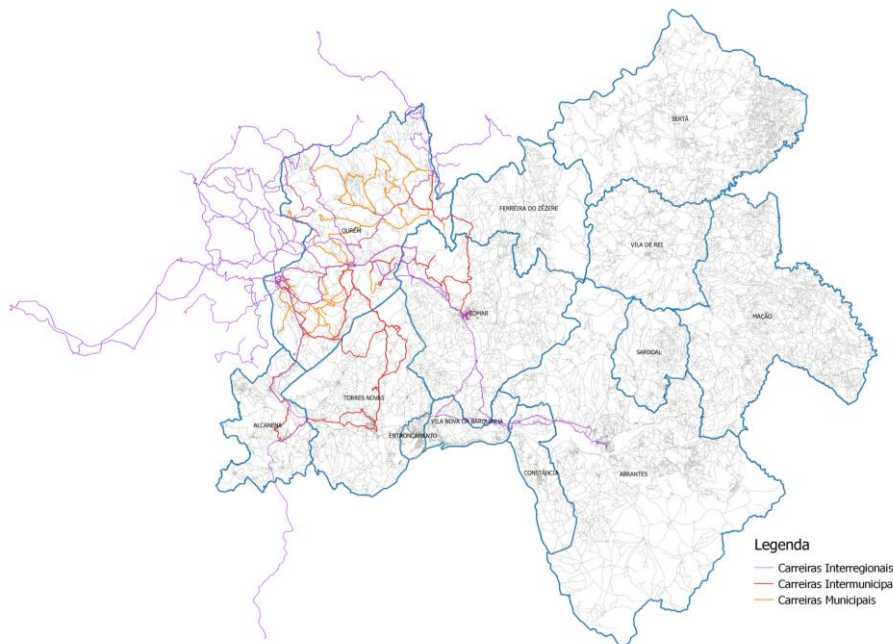 SERTÃ
FERREIRA DO ZÊZERE
OURÉM
VILA DE REI
MAÇÃO
TOMAR
SARDOAL
TORRES NOVAS
ALCANENA
VILA NOVA DA BARQUINHA
ENTRONCAMENTO
CONSTÂNCIA
ABRANTES
Legenda
Carreiras Interregionais
Carreiras Intermunicipa
Carreiras Municipais